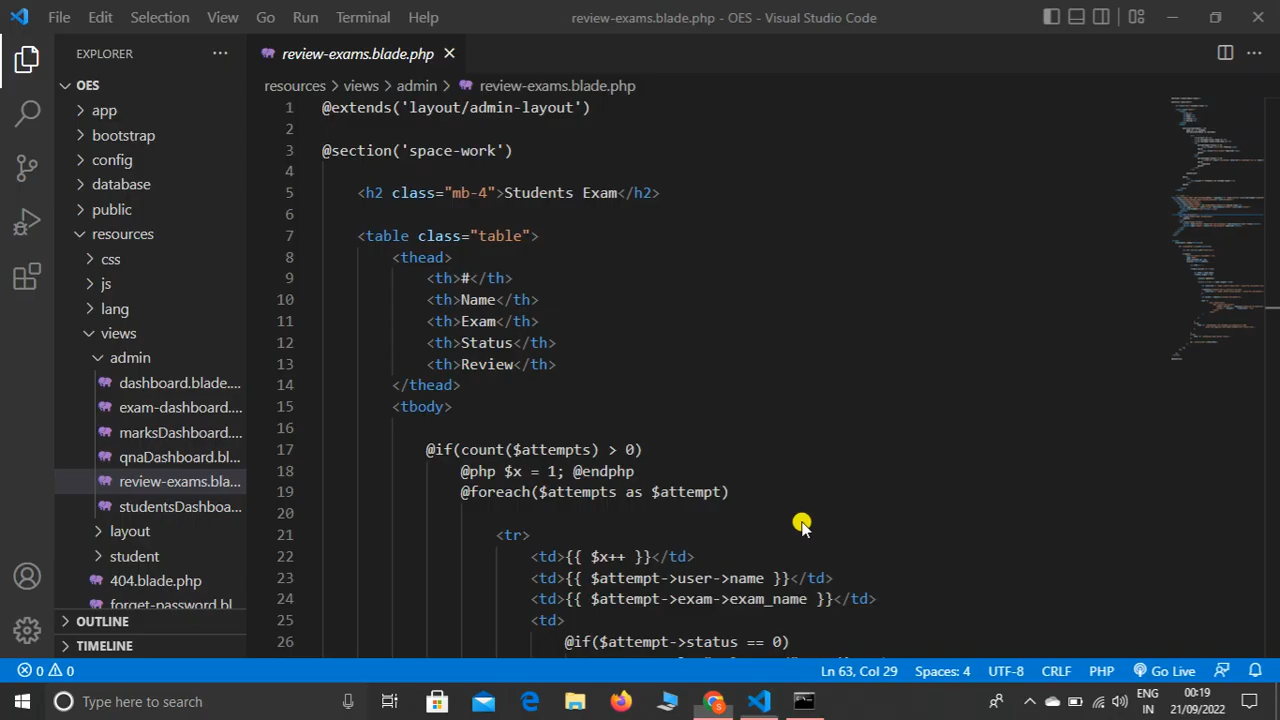 File Edit Selection View Go Run Terminal Help review-exams.blade.php - OES - Visual Studio Code
EXPLORER
OES
app
bootstrap
config
database
public
resources
css
js
lang
views
admin
dashboard.blade....
exam-dashboard....
marksDashboard....
qnaDashboard.bl...
review-exams.bla...
studentsDashboa...
layout
student
404.blade.php
forget-password.bl
OUTLINE
TIMELINE
review-exams.blade.php
resources > views > admin > review-exams.blade.php
1 @extends('layout/admin-layout')
2
3 @section('space-work')
4
5 <h2 class="mb-4">Students Exam</h2>
6
7 <table class="table">
8 <thead>
9 <th>#</th>
10 <th>Name</th>
11 <th>Exam</th>
12 <th>Status</th>
13 <th>Review</th>
14 </thead>
15 <tbody>
16
17 @if(count($attempts) > 0)
18 @php $x = 1; @endphp
19 @foreach($attempts as $attempt)
20
21 <tr>
22 <td>{{ $x++ }}</td>
23 <td>{{ $attempt->user->name }}</td>
24 <td>{{ $attempt->exam->exam_name }}</td>
25 <td>
26 @if($attempt->status == 0)
0 0 Ln 63, Col 29 Spaces: 4 UTF-8 CRLF PHP Go Live
Type here to search
ENG
IN
00:19
21/09/2022